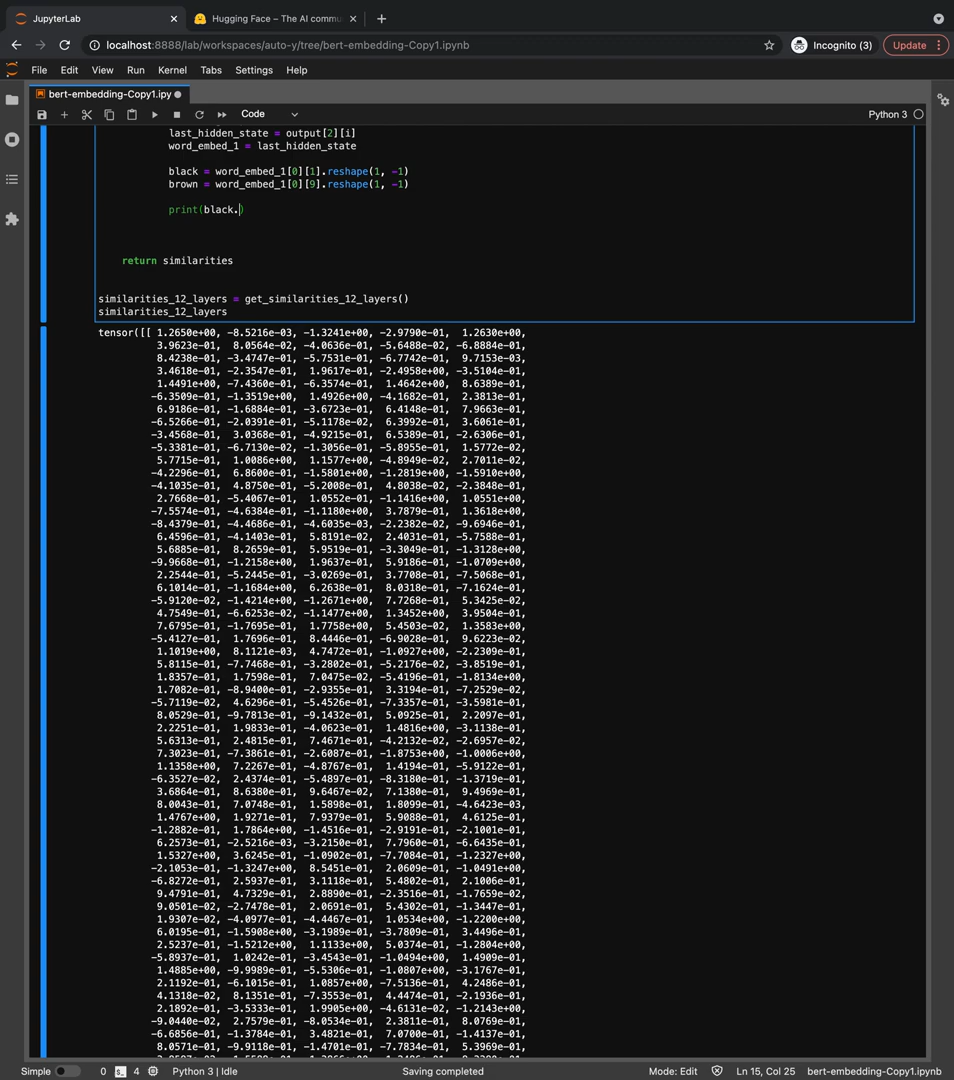 JupyterLab
Hugging Face – The AI commu
localhost:8888/lab/workspaces/auto-y/tree/bert-embedding-Copy1.ipynb
Incognito (3)
Update
File Edit View Run Kernel Tabs Settings Help
bert-embedding-Copy1.ipy
Code
Python 3
last_hidden_state = output[2][i]
word_embed_1 = last_hidden_state
black = word_embed_1[0][1].reshape(1, -1)
brown = word_embed_1[0][9].reshape(1, -1)
print(black.)
return similarities
similarities_12_layers = get_similarities_12_layers()
similarities_12_layers
tensor([[ 1.2650e+00, -8.5216e-03, -1.3241e+00, -2.9790e-01, 1.2630e+00,
3.9623e-01, 8.0564e-02, -4.0636e-01, -5.6488e-02, -6.8884e-01,
8.4238e-01, -3.4747e-01, -5.7531e-01, -6.7742e-01, 9.7153e-03,
3.4618e-01, -2.3547e-01, 1.9617e-01, -2.4958e+00, -3.5104e-01,
1.4491e+00, -7.4360e-01, -6.3574e-01, 1.4642e+00, 8.6389e-01,
-6.3509e-01, -1.3519e+00, 1.4926e+00, -4.1682e-01, 2.3813e-01,
6.9186e-01, -1.6884e-01, -3.6723e-01, 6.4148e-01, 7.9663e-01,
-6.5266e-01, -2.0391e-01, -5.1178e-02, 6.3992e-01, 3.6061e-01,
-3.4568e-01, 3.0368e-01, -4.9215e-01, 6.5389e-01, -2.6306e-01,
-5.3381e-01, -6.7130e-02, -1.3056e-01, -5.8955e-01, 1.5772e-02,
5.7715e-01, 1.0086e+00, 1.1577e+00, -4.8949e-02, 2.7011e-02,
-4.2296e-01, 6.8600e-01, -1.5801e-01, -1.2819e+00, -1.5910e-01,
-4.1035e-01, 4.8750e-01, -5.2008e-01, 4.8038e-02, -2.3848e-01,
2.7668e-01, -5.4067e-01, 1.0552e-01, -1.1416e+00, 1.0551e+00,
-7.5574e-01, -4.6384e-01, -1.1180e+00, 3.7879e-01, 1.3618e+00,
-8.4379e-01, -4.4686e-01, -4.6035e-03, -2.2382e-02, -9.6946e-01,
6.4596e-01, -4.1403e-01, 5.8191e-02, 2.4031e-01, -5.7588e-01,
5.6885e-01, 8.2659e-01, 5.9519e-01, -3.3049e-01, -1.3128e+00,
-9.9668e-01, -1.2158e+00, 1.9637e-01, 5.9186e-01, -1.0709e+00,
2.2544e-01, -5.2445e-01, -3.0269e-01, 3.7708e-01, -7.5068e-01,
6.1014e-01, -1.1684e+00, 6.2638e-01, 8.0318e-01, -7.1624e-01,
-5.9120e-02, -1.4214e+00, -1.2671e+00, 7.7268e-01, 5.3425e-02,
4.7549e-01, -6.6253e-02, -1.1477e+00, 1.3452e+00, 3.9504e-01,
7.6795e-01, -1.7695e-01, 1.7758e+00, 5.4503e-02, 1.3583e+00,
-5.4127e-01, 1.7696e-01, 8.4446e-01, -6.9028e-01, 9.6223e-02,
1.1019e+00, 8.1121e-03, 4.7472e-01, -1.0927e+00, -2.2309e-01,
5.8115e-01, -7.7468e-01, -3.2802e-01, -5.2176e-02, -3.8519e-01,
1.8357e-01, 1.7598e-01, 7.0475e-02, -5.4196e-01, -1.8134e+00,
1.7082e-01, -8.9400e-01, -2.9355e-01, 3.3194e-01, -7.2529e-02,
-5.7119e-02, 4.6296e-01, -5.4526e-01, -7.3357e-01, -3.5981e-01,
8.0529e-01, -9.7813e-01, -9.1432e-01, 5.0925e-01, 2.2097e-01,
2.2251e-01, 1.9833e-01, -4.0623e-01, 1.4816e+00, -3.1138e-01,
5.6313e-01, 2.4815e-01, 7.4671e-01, -4.2132e-02, -2.6957e-02,
7.3023e-01, -7.3861e-01, -2.6087e-01, -1.8753e+00, -1.0006e+00,
1.1358e+00, 7.2267e-01, -4.8767e-01, 1.4194e-01, -5.9122e-01,
-6.3527e-02, 2.4374e-01, -5.4897e-01, -8.3180e-01, -1.3719e-01,
3.6864e-01, 8.6380e-01, 9.6467e-02, 7.1380e-01, 9.4969e-01,
8.0043e-01, 7.0748e-01, 1.5898e-01, 1.8099e+00, -4.6423e-03,
1.4767e+00, 1.9271e-01, 7.9379e-01, 5.9088e-01, 4.6125e-01,
-1.2882e-01, 1.7864e+00, -1.4516e-01, -2.9191e-01, -2.1001e-01,
6.2573e-01, -2.5216e-03, -3.2150e-01, 7.7960e-01, -6.6435e-01,
1.5327e+00, 3.6245e-01, -1.0902e-01, -7.7084e-01, -1.2327e+00,
-2.1053e-01, -1.3247e+00, 8.5451e-01, 2.0609e-01, -1.0491e+00,
-6.8272e-01, 2.5937e-01, 3.1118e-01, 5.4802e-01, 2.1006e-01,
9.4791e-01, 4.7329e-01, 2.8890e-01, -2.3516e-01, -1.7659e-02,
9.0501e-02, -2.7478e-01, 2.0691e-01, 5.4302e-01, -1.3447e-01,
1.9307e-02, -4.0977e-01, -4.4467e-01, 1.0534e+00, -1.2200e+00,
6.0195e-01, -1.5908e+00, -3.1989e-01, -3.7809e-01, 3.4496e-01,
2.5237e-01, -1.5212e+00, 1.1133e+00, 5.0374e-01, -1.2804e+00,
-5.8937e-01, 1.0242e-01, -3.4543e-01, -1.0494e+00, 1.4909e-01,
1.4885e+00, -9.9989e-01, -5.5306e-01, -1.0807e+00, -3.1767e-01,
2.1192e-01, -6.1015e-01, 1.0857e+00, -7.5136e-01, 4.2486e-01,
4.1318e-02, 8.1351e-01, -7.3553e-01, 4.4474e-01, -2.1936e-01,
2.1892e-01, -3.5333e-01, 1.9905e+00, -4.6131e-02, -1.2143e+00,
-9.0440e-02, 2.7579e-01, -8.0534e-01, 2.3811e-01, 8.0769e-01,
-6.6856e-01, -1.3784e-01, 3.4821e-01, 7.0700e-01, -1.4137e-01,
8.0571e-01, -9.9118e-01, -1.4701e-01, -7.7834e-01, 5.3969e-01,
Simple
0
4
Python 3 | Idle
Saving completed
Mode: Edit
Ln 15, Col 25
bert-embedding-Copy1.ipynb